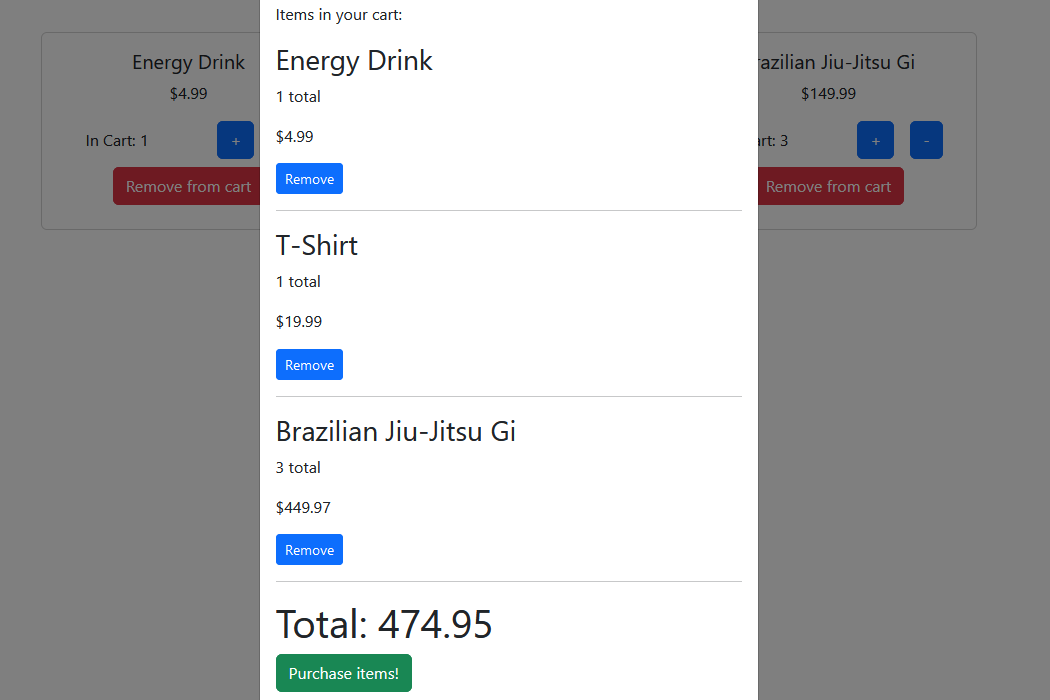 Items in your cart:
Energy Drink
1 total
$4.99
Remove
T-Shirt
1 total
$19.99
Remove
Brazilian Jiu-Jitsu Gi
3 total
$449.97
Remove
Total: 474.95
Purchase items!
Energy Drink
$4.99
In Cart: 1
+
Remove from cart
razilian Jiu-Jitsu Gi
$149.99
art: 3
+ -
Remove from cart